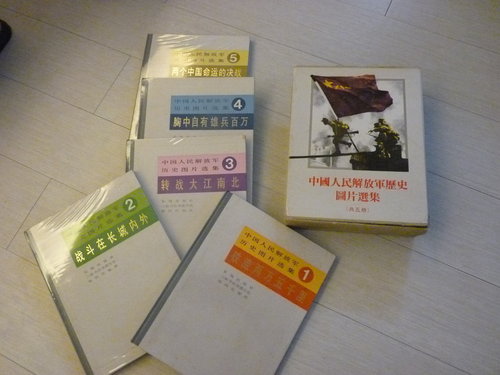 5
中国人民解放军
历史图片选集
两个中国命运的决战
中国人民解放军
历史图片选集
4
胸中自有雄兵百万
中国人民解放军
历史图片选集
3
转战大江南北
2
中国人民解放军
历史图片选集
战斗在长城内外
中国人民解放军
历史图片选集
1
中國人民解放軍歷史
圖片選集
(共五册)